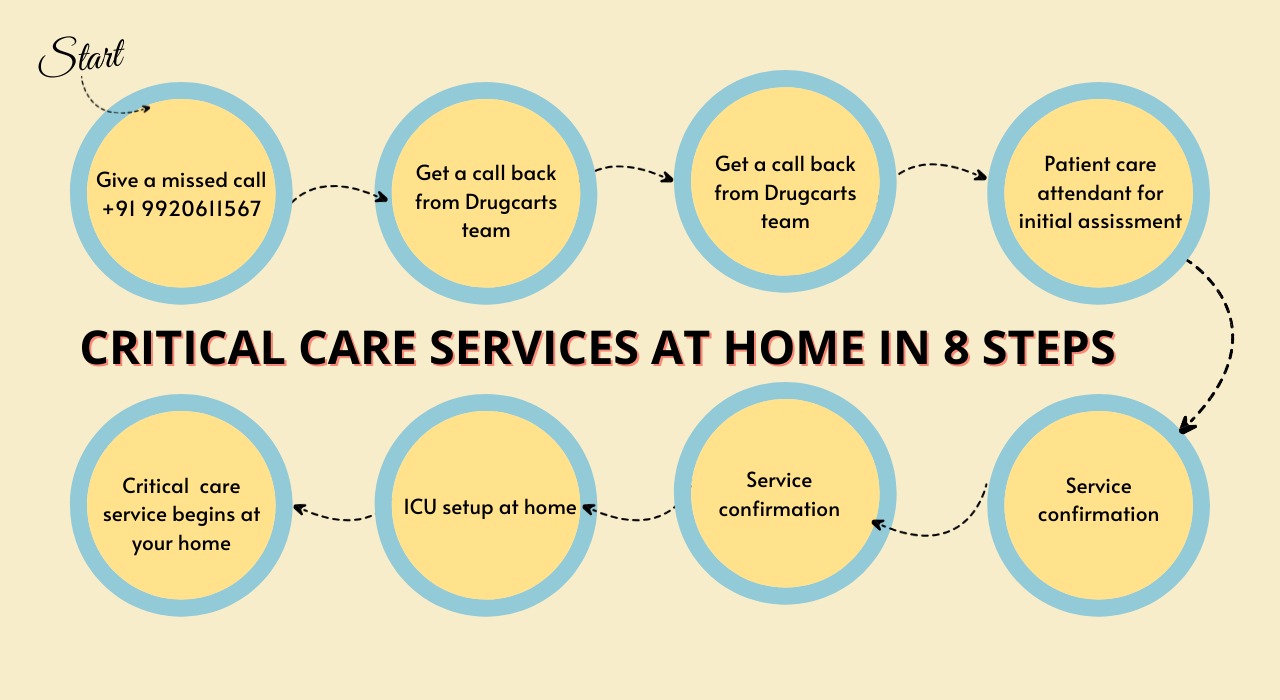 Start
Give a missed call
+91 9920611567
Get a call back
from Drugcarts
team
Get a call back
from Drugcarts
team
Patient care
attendant for
initial assissment
CRITICAL CARE SERVICES AT HOME IN 8 STEPS
Service
confirmation
Service
confirmation
ICU setup at home
Critical care
service begins at
your home